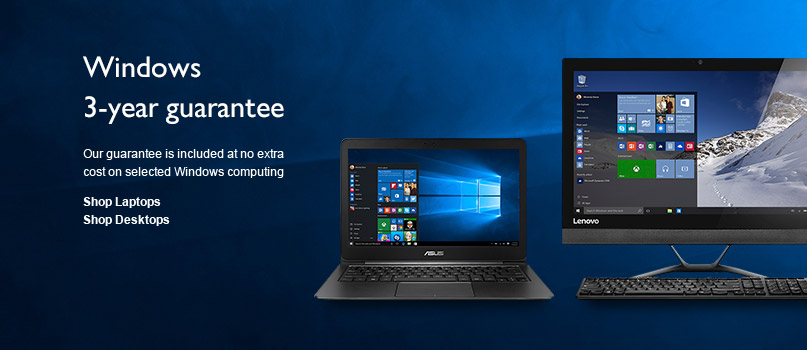 Windows
3-year guarantee
Our guarantee is included at no extra
cost on selected Windows computing
Shop Laptops
Shop Desktops
ASUS
Lenovo